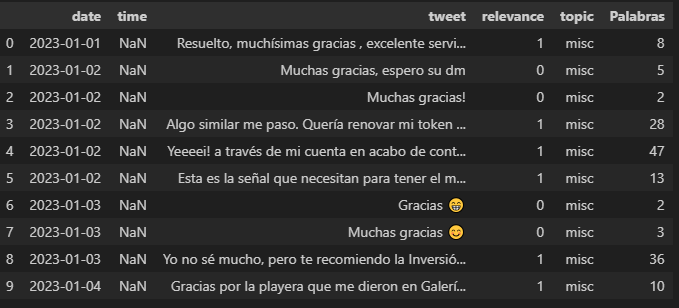 date time tweet relevance topic Palabras
0 2023-01-01 NaN Resuelto, muchísimas gracias , excelente servi... 1 misc 8
1 2023-01-02 NaN Muchas gracias, espero su dm 0 misc 5
2 2023-01-02 NaN Muchas gracias! 0 misc 2
3 2023-01-02 NaN Algo similar me paso. Quería renovar mi token ... 1 misc 28
4 2023-01-02 NaN Yeeeei! a través de mi cuenta en acabo de cont... 1 misc 47
5 2023-01-02 NaN Esta es la señal que necesitan para tener el m... 1 misc 13
6 2023-01-03 NaN Gracias 😁 0 misc 2
7 2023-01-03 NaN Muchas gracias 😊 0 misc 3
8 2023-01-03 NaN Yo no sé mucho, pero te recomiendo la Inversió... 1 misc 36
9 2023-01-04 NaN Gracias por la playera que me dieron en Galerí... 1 misc 10